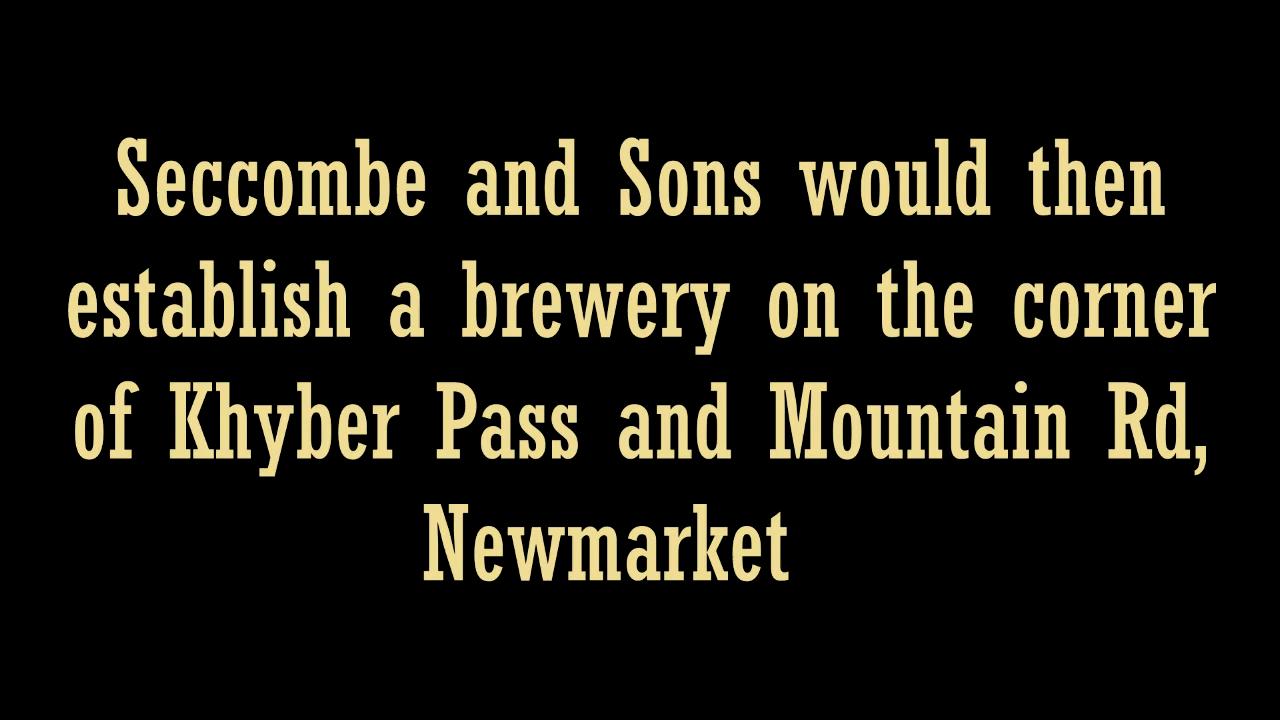 Seccombe and Sons would then
establish a brewery on the corner
of Khyber Pass and Mountain Rd,
Newmarket